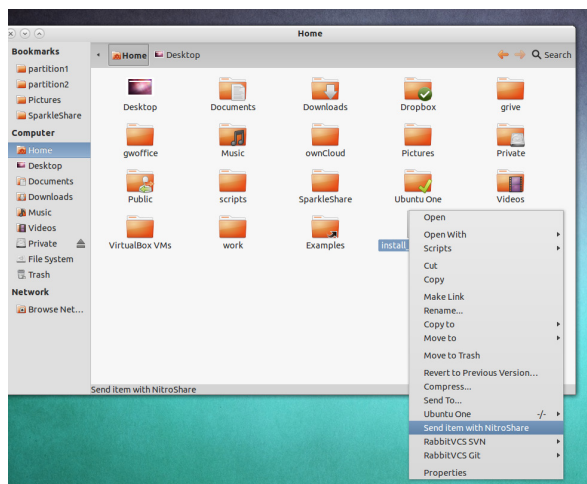 Home
Bookmarks
partition1
partition2
Pictures
SparkleShare
Computer
Home
Desktop
Documents
Downloads
Music
Videos
Private
File System
Trash
Network
Browse Net...
Home
Desktop
Search
Desktop
Documents
Downloads
Dropbox
grive
gwoffice
Music
ownCloud
Pictures
Private
Public
scripts
SparkleShare
Ubuntu One
Videos
VirtualBox VMs
work
Examples
install
Open
Open With
Scripts
Cut
Copy
Make Link
Rename...
Copy to
Move to
Move to Trash
Revert to Previous Version...
Compress...
Send To...
Ubuntu One -/-
Send item with NitroShare
RabbitVCS SVN
RabbitVCS Git
Properties
Send item with NitroShare